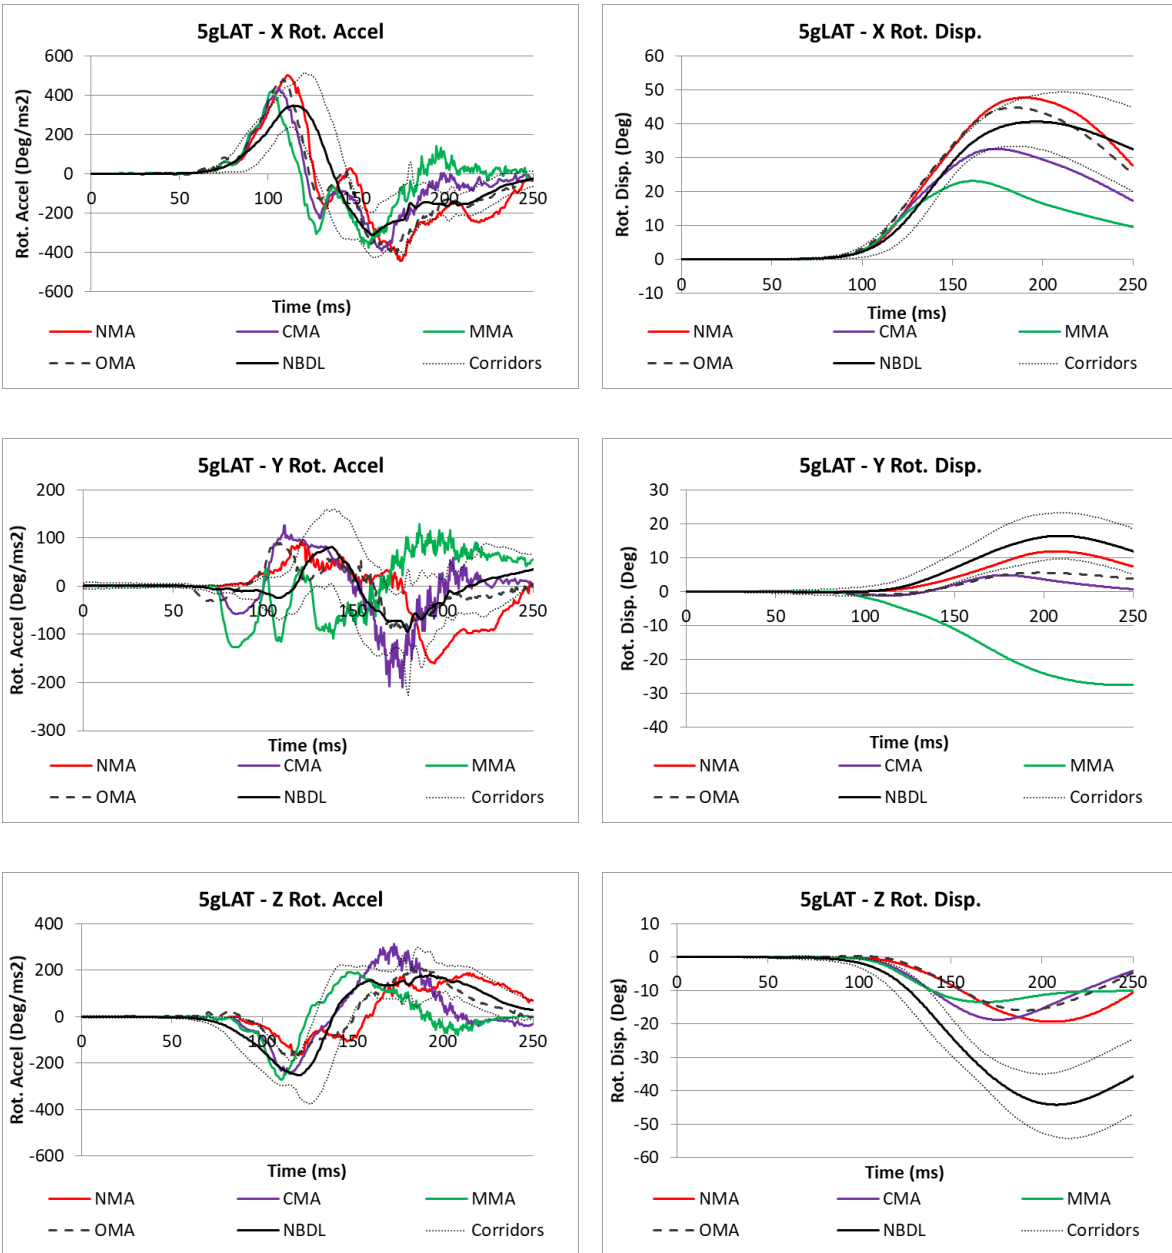 5gLAT - X Rot. Accel
Rot. Accel (Deg/ms2)
600
400
200
0
-200
-400
-600
0
50
100
150
200
250
Time (ms)
NMA
CMA
MMA
OMA
NBDL
Corridors
5gLAT - X Rot. Disp.
Rot. Disp. (Deg)
60
50
40
30
20
10
0
-10
0
50
100
150
200
250
Time (ms)
NMA
CMA
MMA
OMA
NBDL
Corridors
5gLAT - Y Rot. Accel
Rot. Accel (Deg/ms2)
200
100
0
-100
-200
-300
0
50
100
150
200
250
Time (ms)
NMA
CMA
MMA
OMA
NBDL
Corridors
5gLAT - Y Rot. Disp.
Rot. Disp. (Deg)
30
20
10
0
-10
-20
-30
-40
0
50
100
150
200
250
Time (ms)
NMA
CMA
MMA
OMA
NBDL
Corridors
5gLAT - Z Rot. Accel
Rot. Accel (Deg/ms2)
400
200
0
-200
-400
-600
0
50
100
150
200
250
Time (ms)
NMA
CMA
MMA
OMA
NBDL
Corridors
5gLAT - Z Rot. Disp.
Rot. Disp. (Deg)
10
0
-10
-20
-30
-40
-50
-60
0
50
100
150
200
250
Time (ms)
NMA
CMA
MMA
OMA
NBDL
Corridors